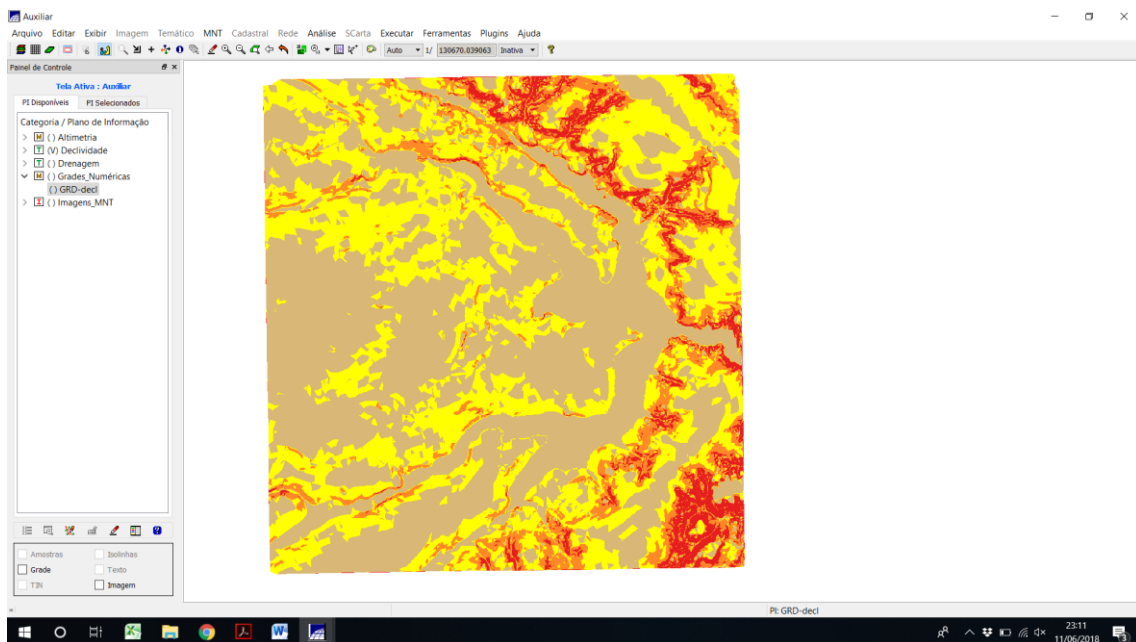 Auxiliar
Arquivo Editar Exibir Imagem Temático MNT Cadastral Rede Análise SCarta Executar Ferramentas Plugins Ajuda
Auto 1/ 130670.039063 Inativa
Painel de Controle
Tela Ativa : Auxiliar
PI Disponíveis PI Selecionados
Categoria / Plano de Informação
M ( ) Altimetria
T (V) Declividade
T ( ) Drenagem
M ( ) Grades_Numéricas
( ) GRD-decl
I ( ) Imagens_MNT
Amostras Isolinhas
Grade Texto
TIN Imagem
PI: GRD-decl
23:11
11/06/2018
3